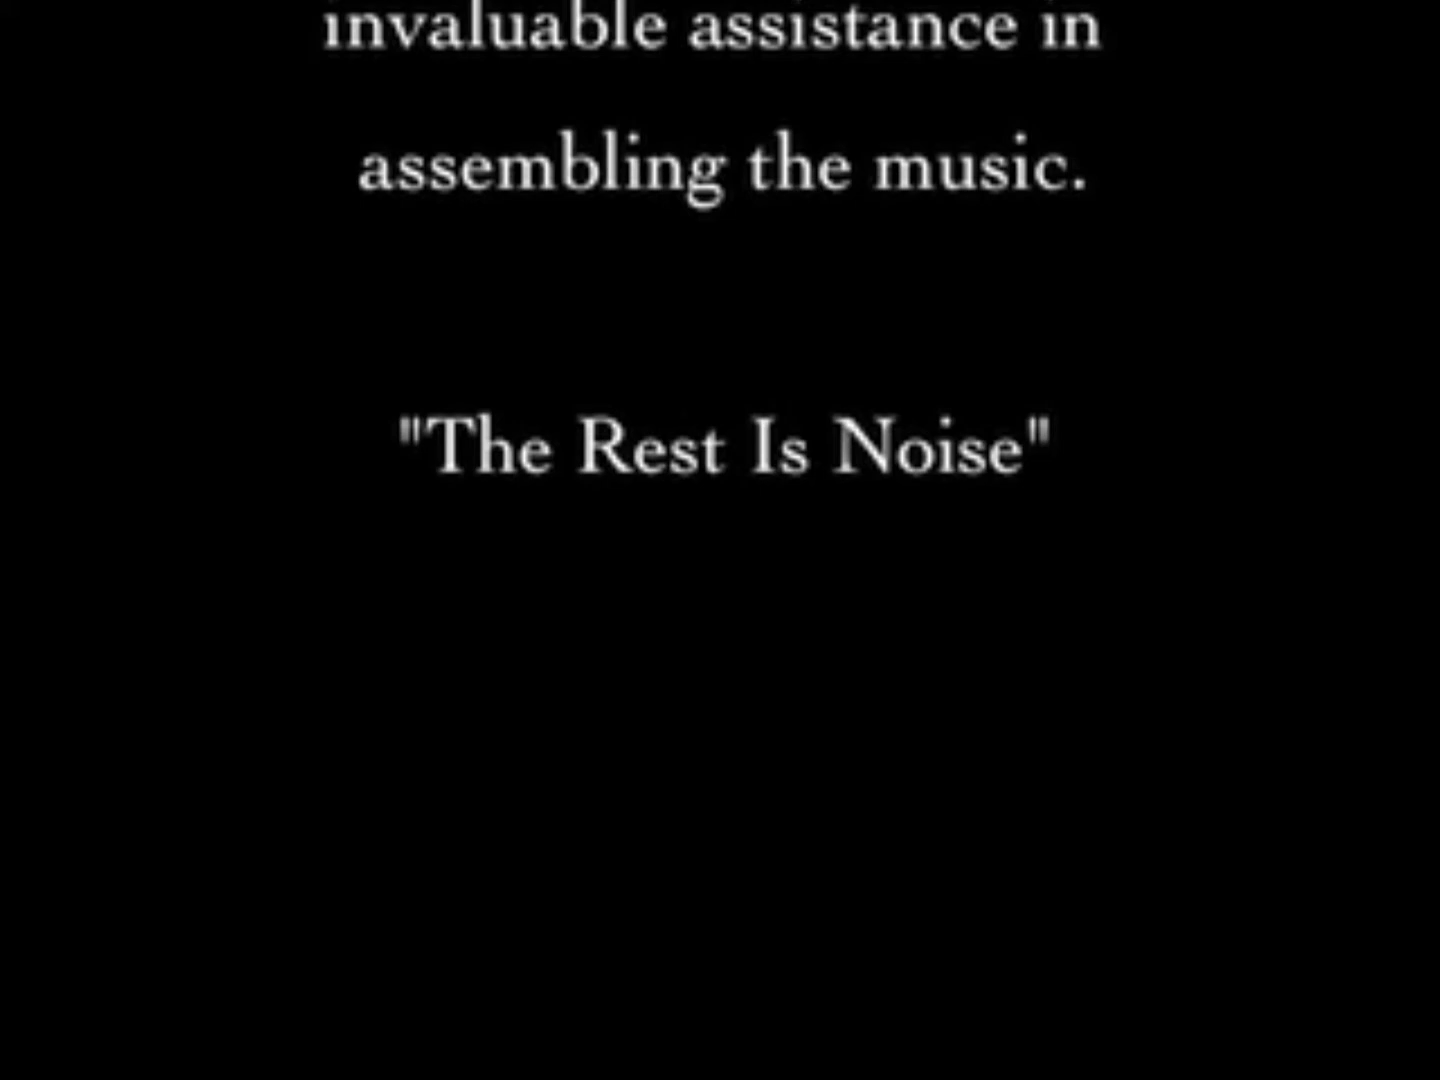 invaluable assistance in
assembling the music.
"The Rest Is Noise"